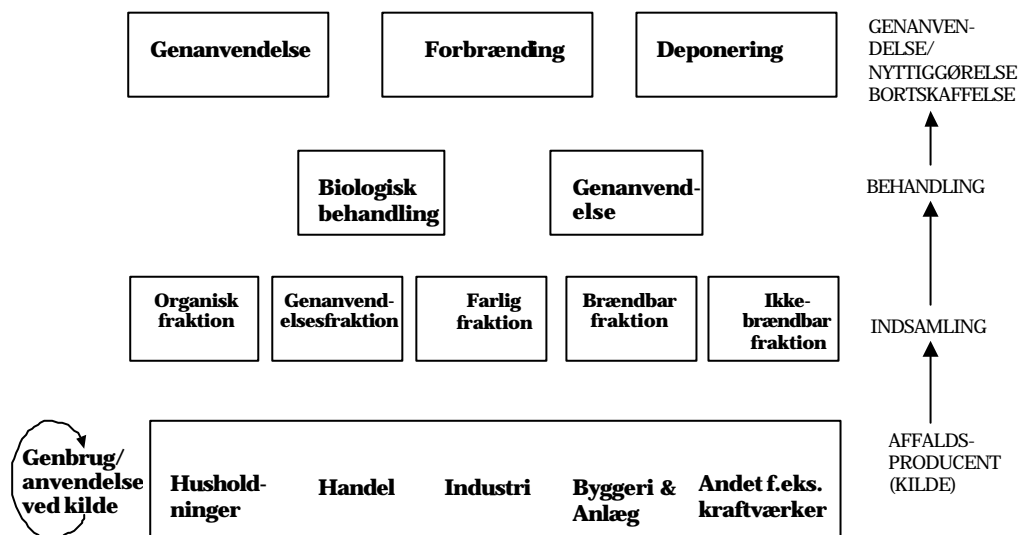 Genanvendelse
Forbrænding
Deponering
GENANVEN-
DELSE/
NYTTIGGØRELSE
BORTSKAFFELSE
Biologisk
behandling
Genanvend-
else
BEHANDLING
Organisk
fraktion
Genanvend-
elsesfraktion
Farlig
fraktion
Brændbar
fraktion
Ikke-
brændbar
fraktion
INDSAMLING
Genbrug/
anvendelse
ved kilde
Hushold-
ninger
Handel
Industri
Byggeri &
Anlæg
Andet f.eks.
kraftværker
AFFALDS-
PRODUCENT
(KILDE)